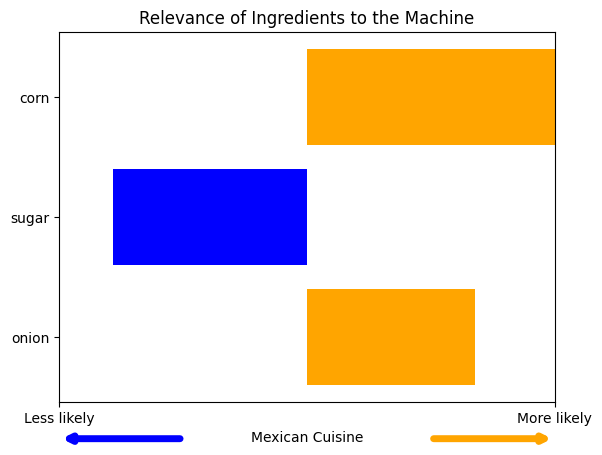 Relevance of Ingredients to the Machine
corn
sugar
onion
Less likely
More likely
Mexican Cuisine